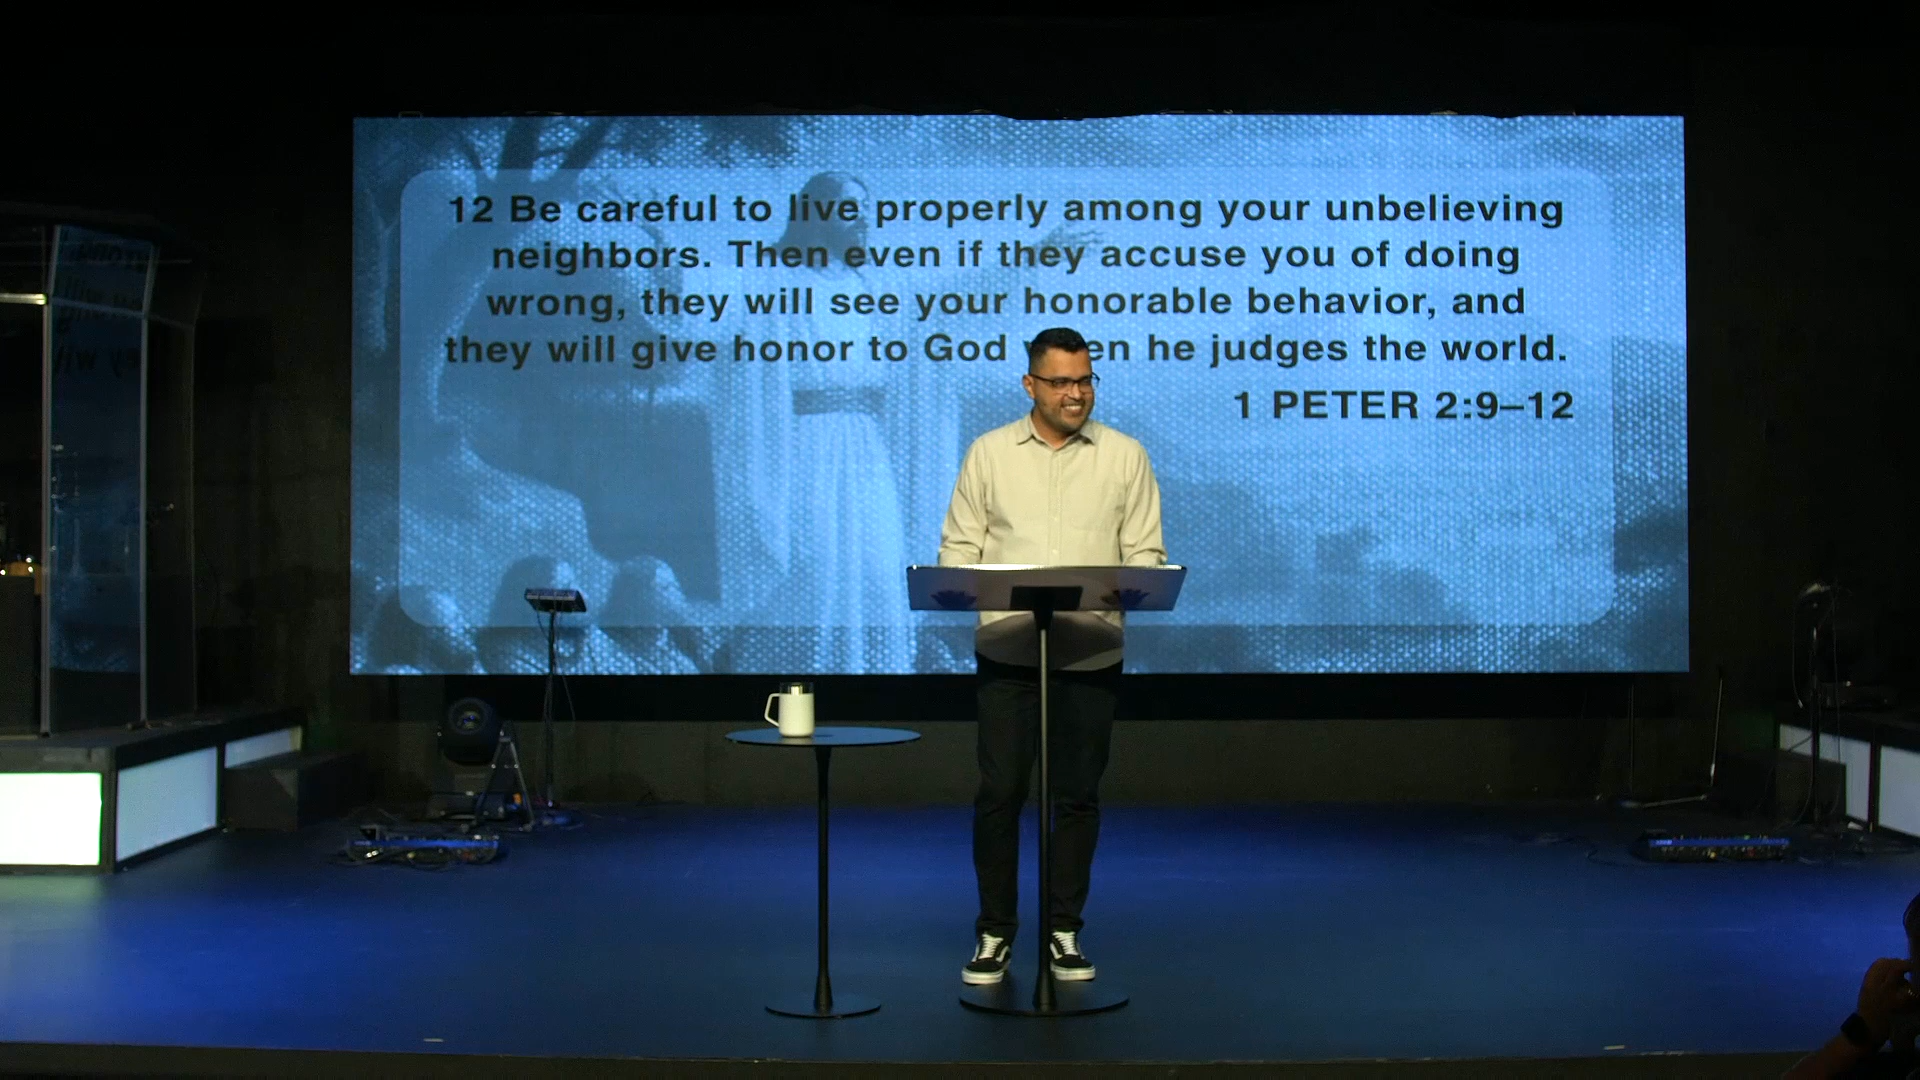 12 Be careful to live properly among your unbelieving
neighbors. Then even if they accuse you of doing
wrong, they will see your honorable behavior, and
they will give honor to God when he judges the world.
1 PETER 2:9–12